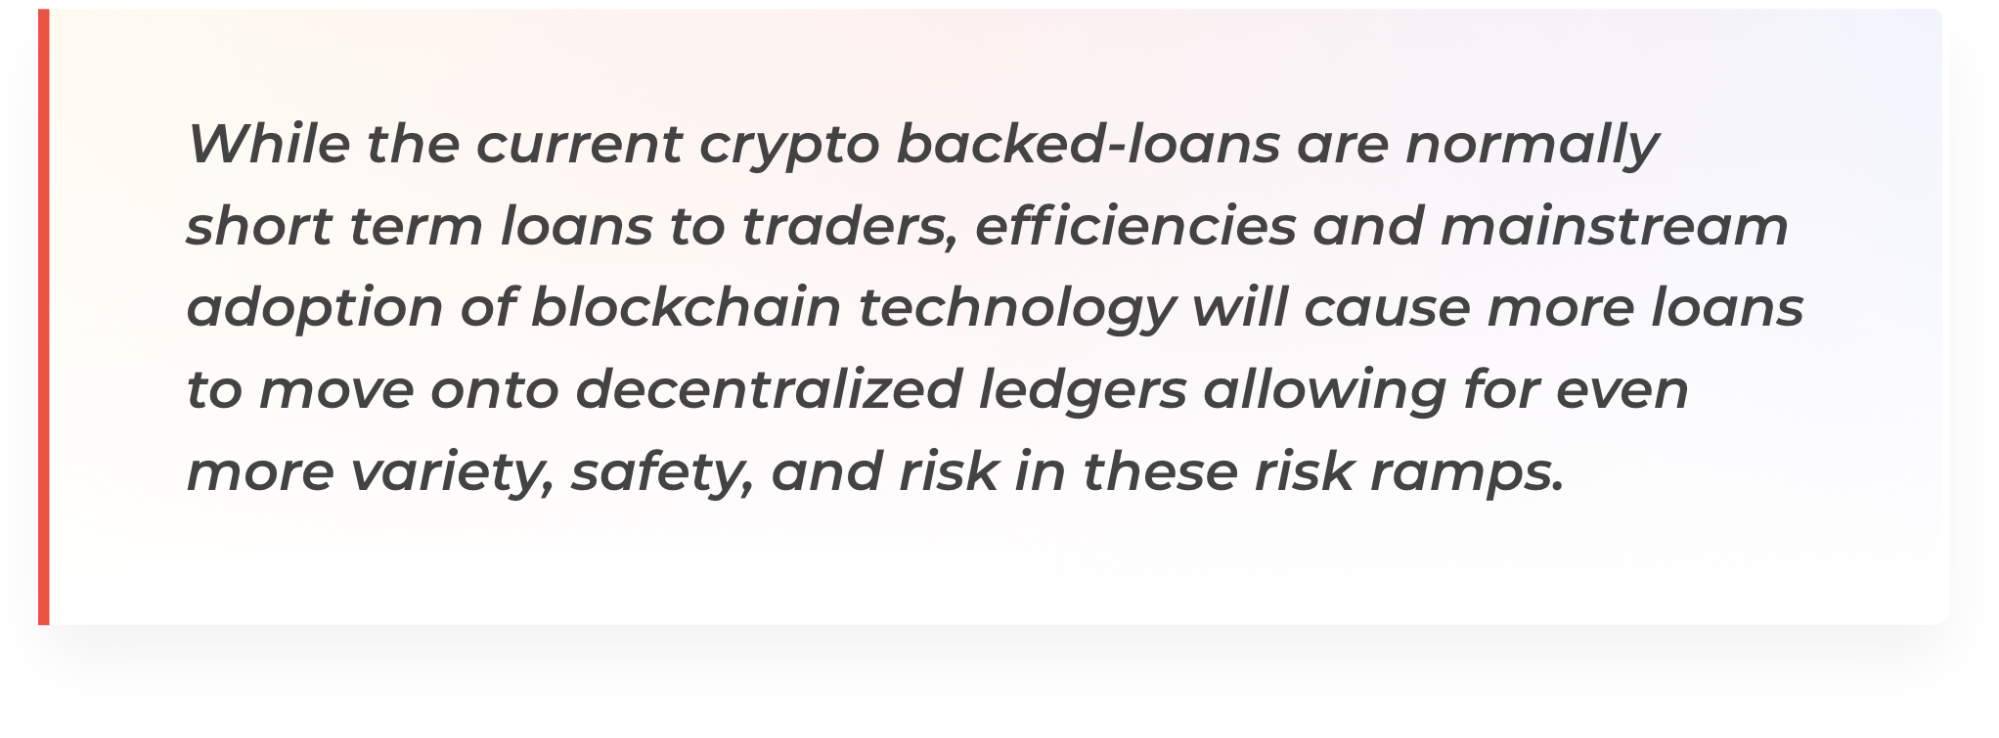 While the current crypto backed-loans are normally
short term loans to traders, efficiencies and mainstream
adoption of blockchain technology will cause more loans
to move onto decentralized ledgers allowing for even
more variety, safety, and risk in these risk ramps.